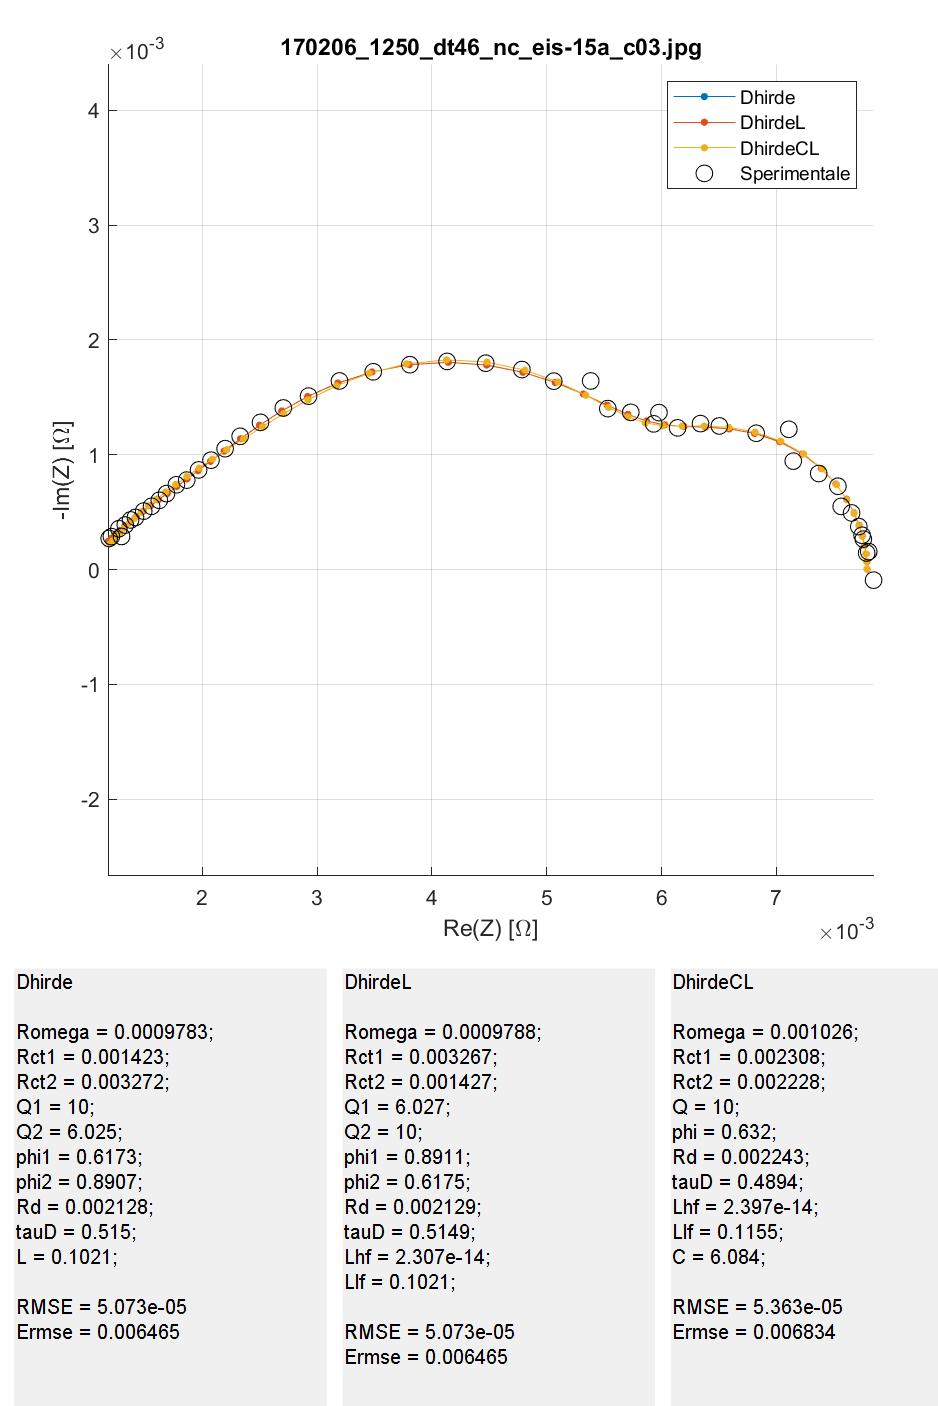 170206_1250_dt46_nc_eis-15a_c03.jpg
×10⁻³
Dhirde
DhirdeL
DhirdeCL
Sperimentale
4
3
2
1
0
-1
-2
-Im(Z) [Ω]
2 3 4 5 6 7
Re(Z) [Ω]
×10⁻³
Dhirde
Romega = 0.0009783;
Rct1 = 0.001423;
Rct2 = 0.003272;
Q1 = 10;
Q2 = 6.025;
phi1 = 0.6173;
phi2 = 0.8907;
Rd = 0.002128;
tauD = 0.515;
L = 0.1021;
RMSE = 5.073e-05
Ermse = 0.006465
DhirdeL
Romega = 0.0009788;
Rct1 = 0.003267;
Rct2 = 0.001427;
Q1 = 6.027;
Q2 = 10;
phi1 = 0.8911;
phi2 = 0.6175;
Rd = 0.002129;
tauD = 0.5149;
Lhf = 2.307e-14;
Llf = 0.1021;
RMSE = 5.073e-05
Ermse = 0.006465
DhirdeCL
Romega = 0.001026;
Rct1 = 0.002308;
Rct2 = 0.002228;
Q = 10;
phi = 0.632;
Rd = 0.002243;
tauD = 0.4894;
Lhf = 2.397e-14;
Llf = 0.1155;
C = 6.084;
RMSE = 5.363e-05
Ermse = 0.006834